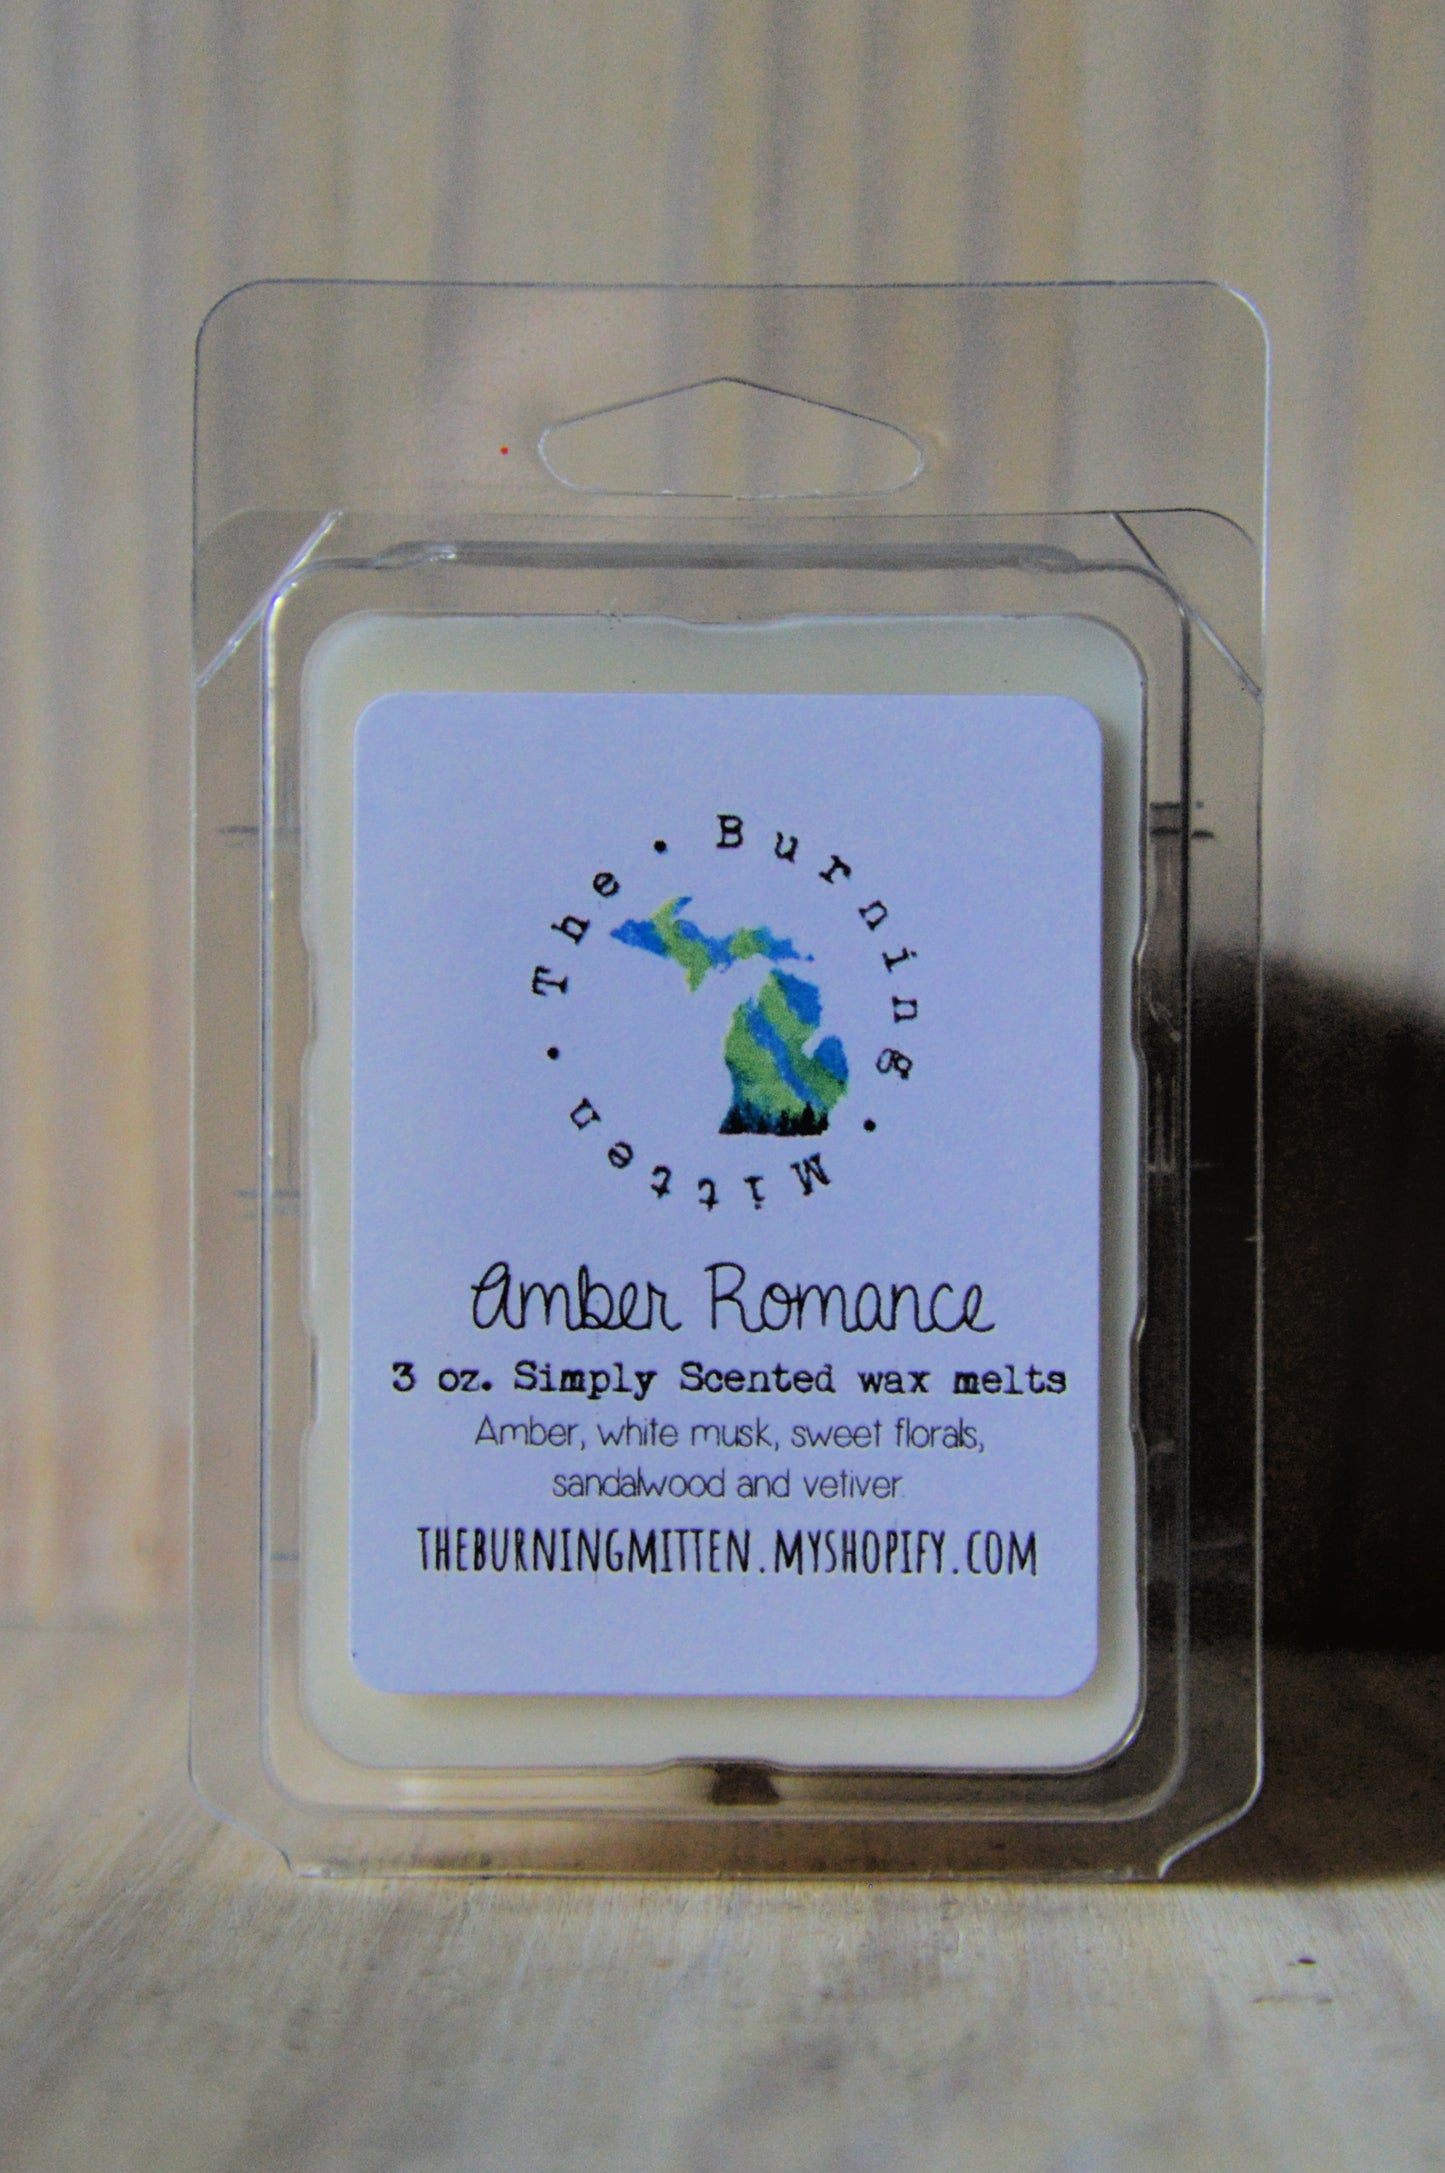 The • Burning • Mitten •
Amber Romance
3 oz. Simply Scented wax melts
Amber, white musk, sweet florals,
sandalwood and vetiver.
THEBURNINGMITTEN.MYSHOPIFY.COM